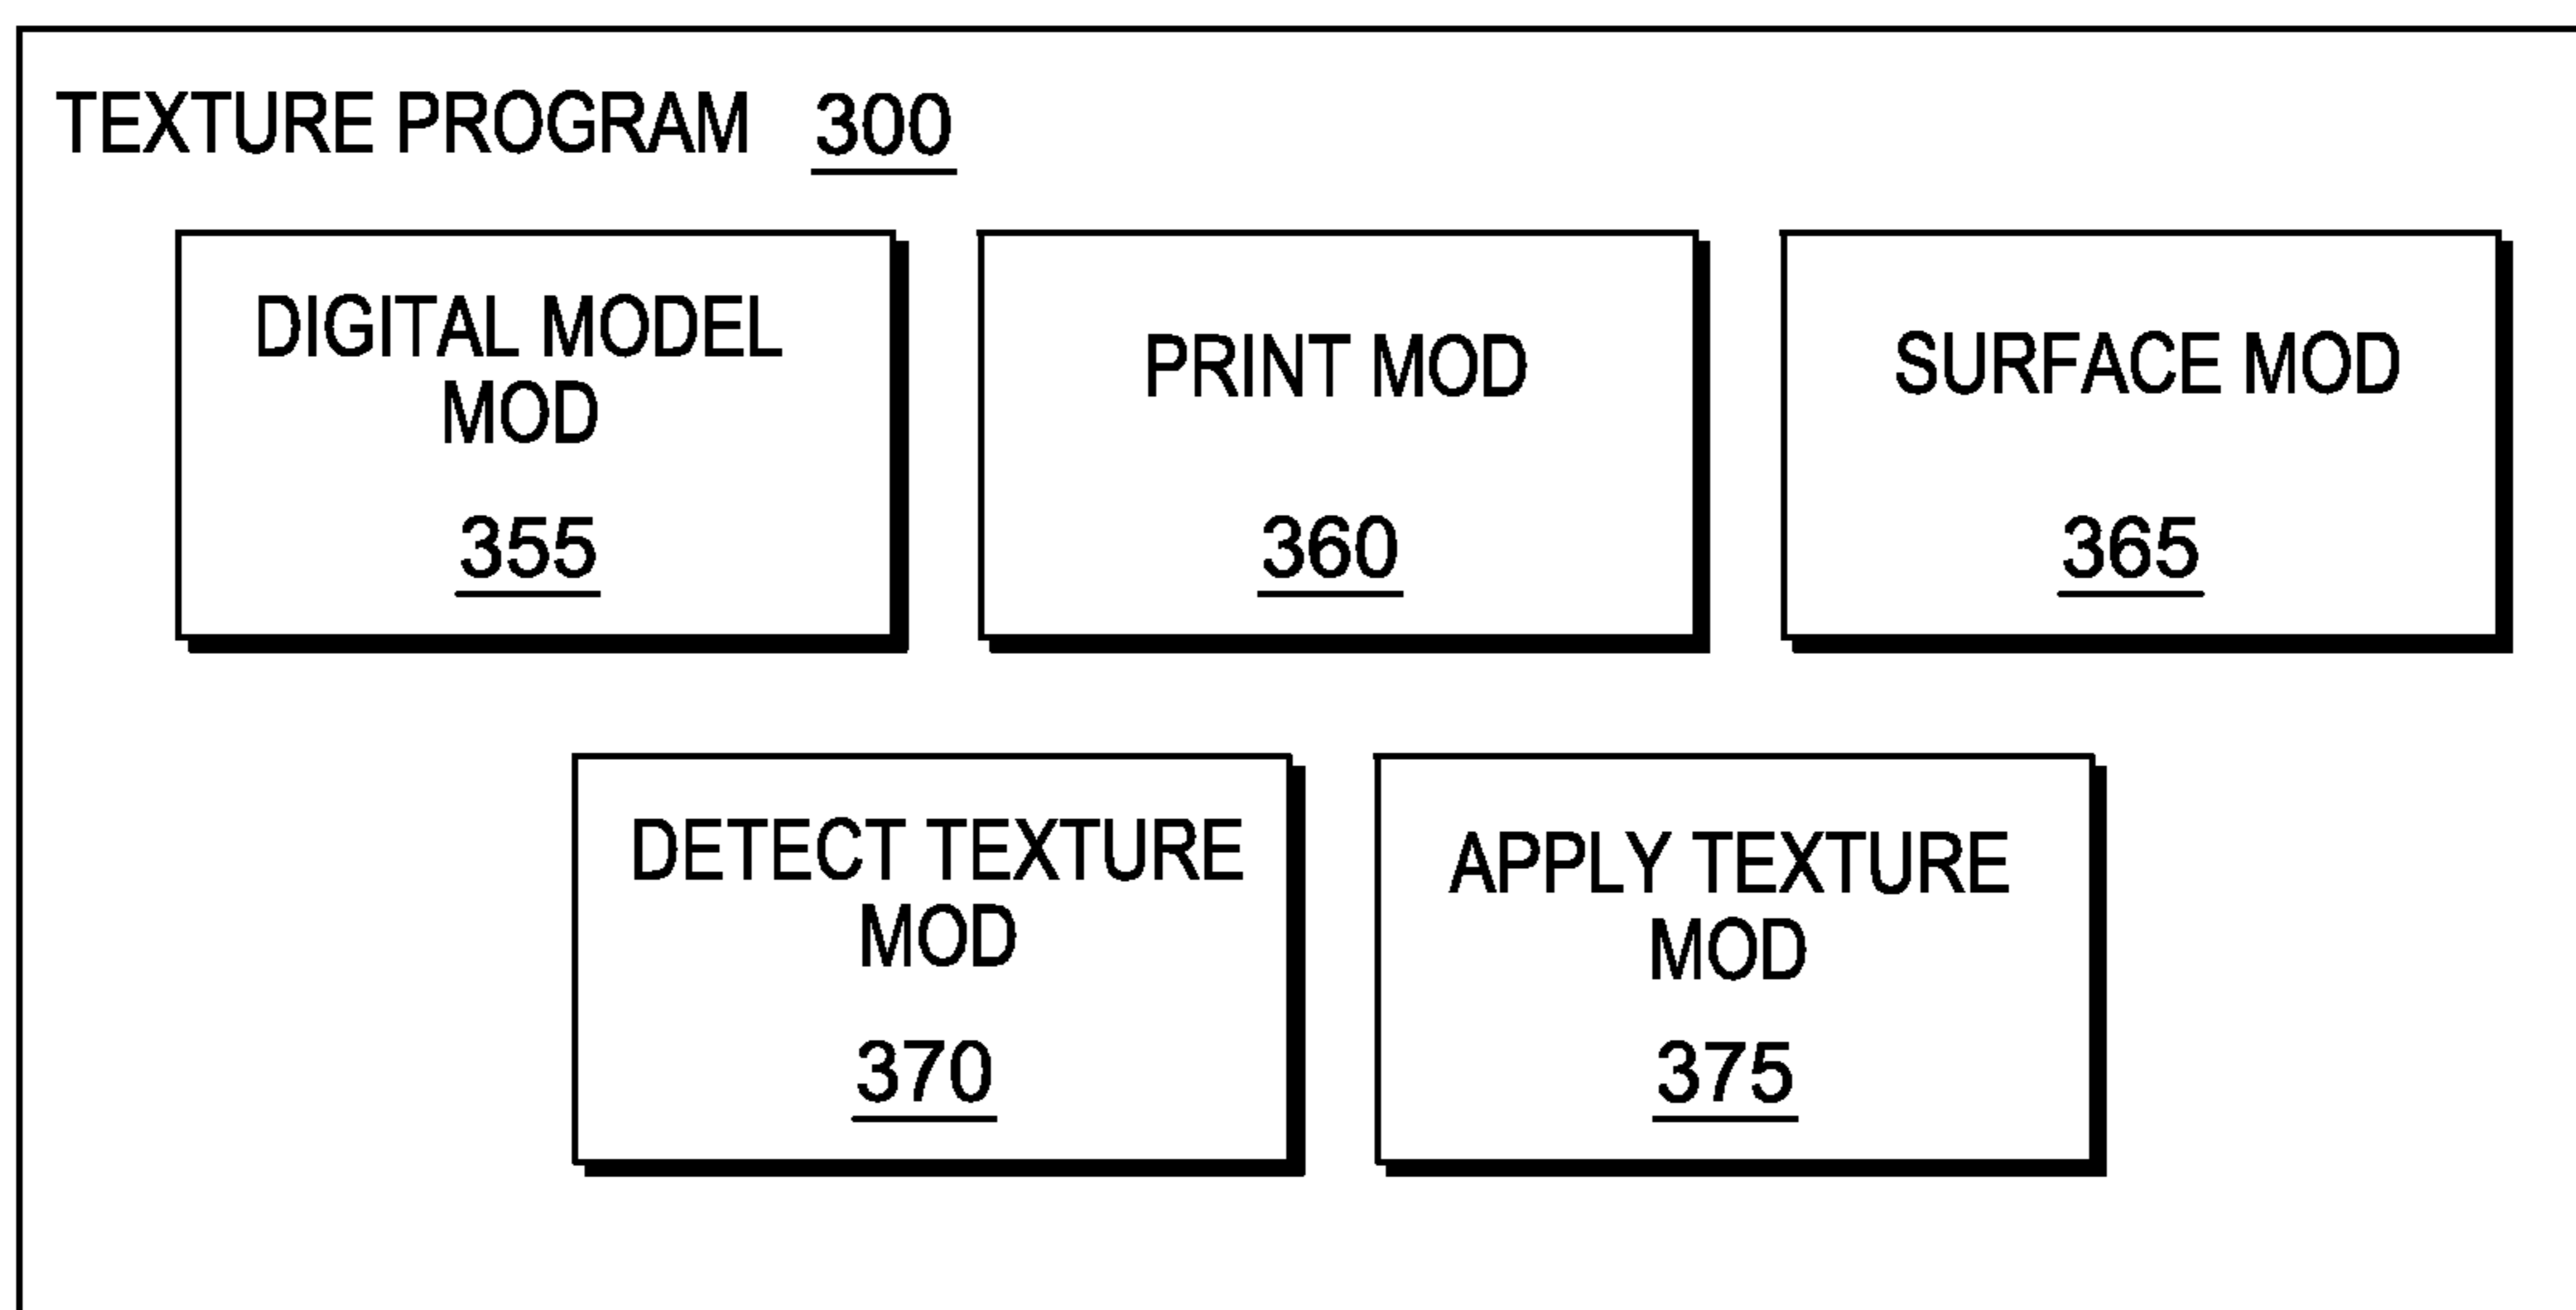 TEXTURE PROGRAM 300
DIGITAL MODEL
MOD
355
PRINT MOD
360
SURFACE MOD
365
DETECT TEXTURE
MOD
370
APPLY TEXTURE
MOD
375